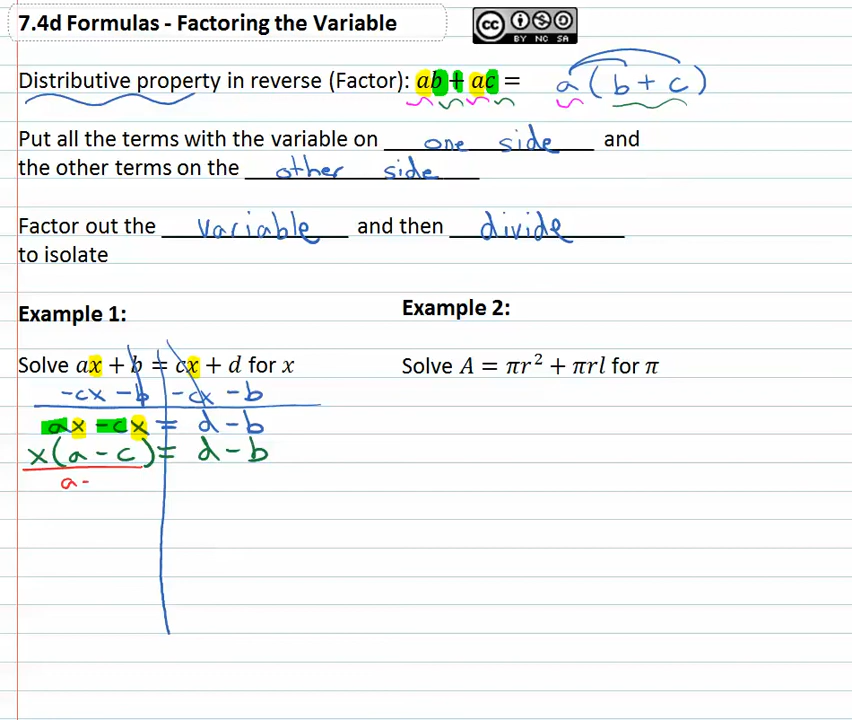 7.4d Formulas - Factoring the Variable
cc BY NC SA
Distributive property in reverse (Factor): ab + ac = a(b + c)
Put all the terms with the variable on one side and
the other terms on the other side
Factor out the variable and then divide
to isolate
Example 1:
Solve ax + b = cx + d for x
-cx - b -cx - b
ax - cx = d - b
x(a - c) = d - b
a -
Example 2:
Solve A = πr² + πrl for π